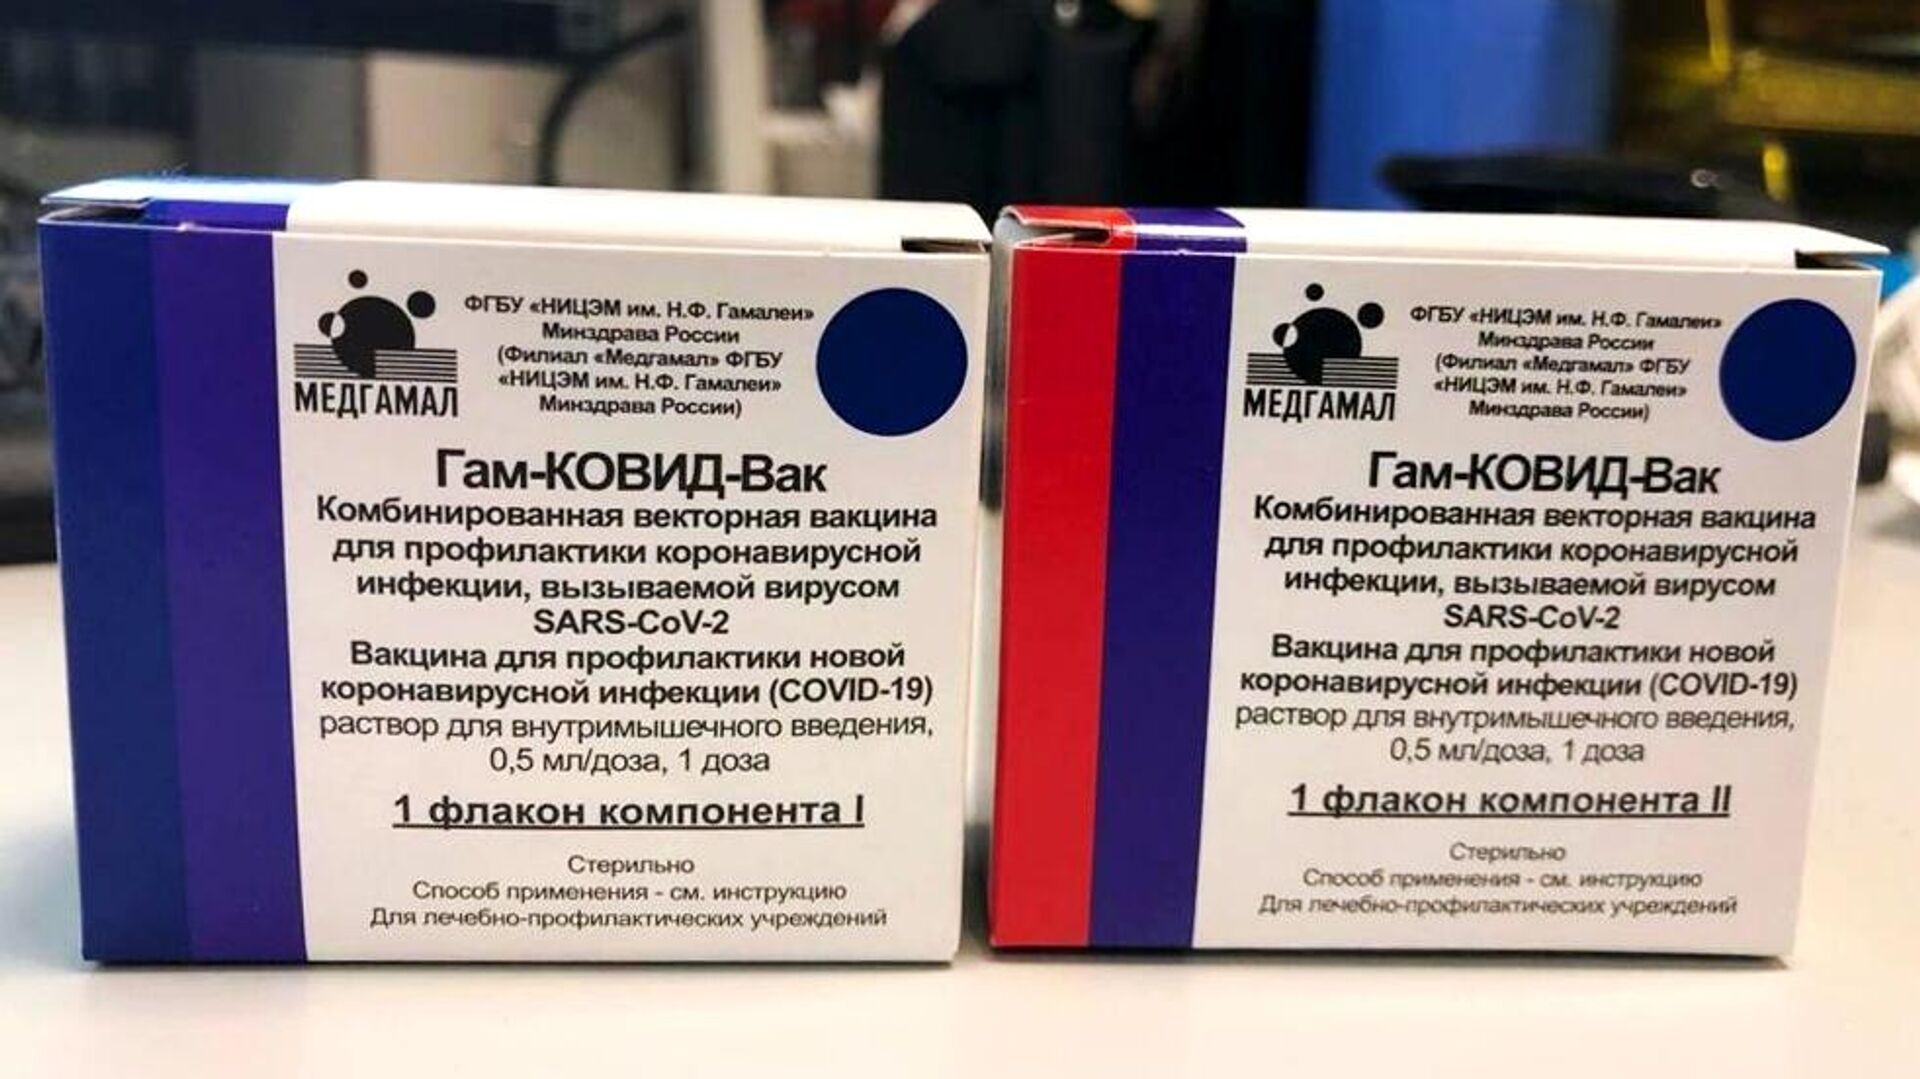 МЕДГАМАЛ
ФГБУ «НИЦЭМ им. Н.Ф. Гамалеи»
Минздрава России
(Филиал «Медгамал» ФГБУ
«НИЦЭМ им. Н.Ф. Гамалеи»
Минздрава России)
Гам-КОВИД-Вак
Комбинированная векторная вакцина
для профилактики коронавирусной
инфекции, вызываемой вирусом
SARS-CoV-2
Вакцина для профилактики новой
коронавирусной инфекции (COVID-19)
раствор для внутримышечного введения,
0,5 мл/доза, 1 доза
1 флакон компонента I
Стерильно
Способ применения - см. инструкцию
Для лечебно-профилактических учреждений
МЕДГАМАЛ
ФГБУ «НИЦЭМ им. Н.Ф. Гамалеи»
Минздрава России
(Филиал «Медгамал» ФГБУ
«НИЦЭМ им. Н.Ф. Гамалеи»
Минздрава России)
Гам-КОВИД-Вак
Комбинированная векторная вакцина
для профилактики коронавирусной
инфекции, вызываемой вирусом
SARS-CoV-2
Вакцина для профилактики новой
коронавирусной инфекции (COVID-19)
раствор для внутримышечного введения,
0,5 мл/доза, 1 доза
1 флакон компонента II
Стерильно
Способ применения - см. инструкцию
Для лечебно-профилактических учреждений